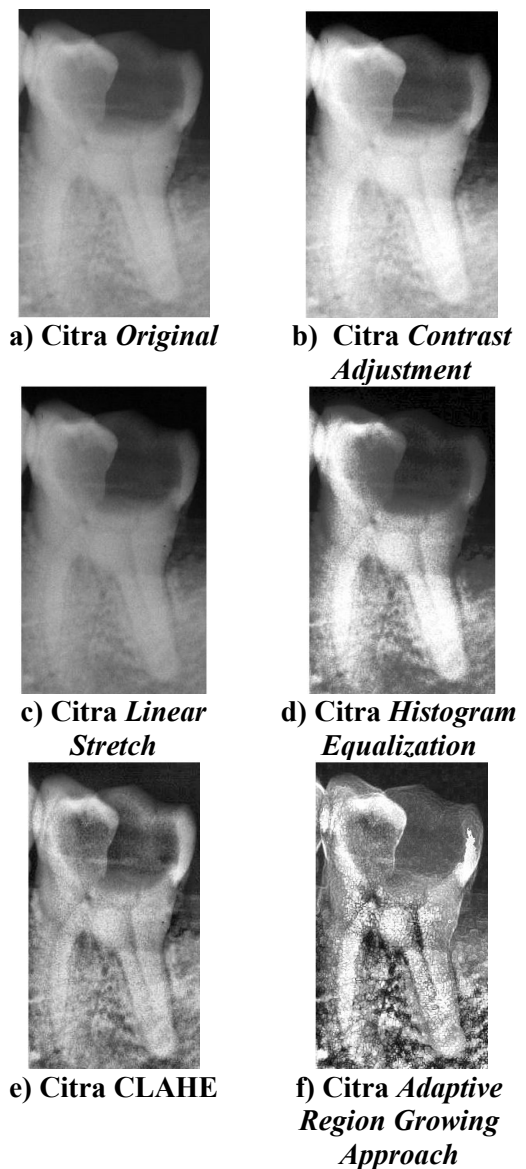 a) Citra Original
b) Citra Contrast
Adjustment
c) Citra Linear
Stretch
d) Citra Histogram
Equalization
e) Citra CLAHE
f) Citra Adaptive
Region Growing
Approach